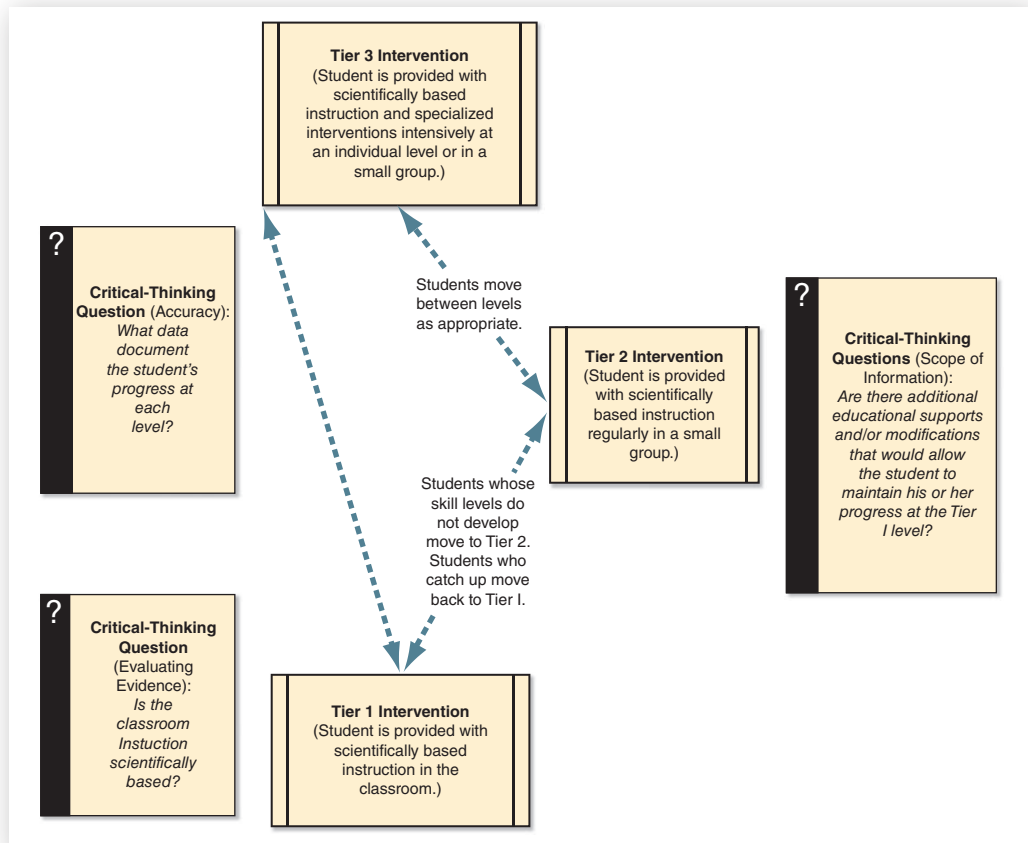 Tier 3 Intervention
(Student is provided with
scientifically based
instruction and specialized
interventions intensively at
an individual level or in a
small group.)
?
Critical-Thinking
Question (Accuracy):
What data
document
the student's
progress at
each
level?
Students move
between levels
as appropriate.
Tier 2 Intervention
(Student is provided
with scientifically
based instruction
regularly in a small
group.)
?
Critical-Thinking
Questions (Scope of
Information):
Are there additional
educational supports
and/or modifications
that would allow
the student to
maintain his or her
progress at the Tier
I level?
Students whose
skill levels do
not develop
move to Tier 2.
Students who
catch up move
back to Tier I.
?
Critical-Thinking
Question
(Evaluating
Evidence):
Is the
classroom
Instuction
scientifically
based?
Tier 1 Intervention
(Student is provided with
scientifically based
instruction in the
classroom.)